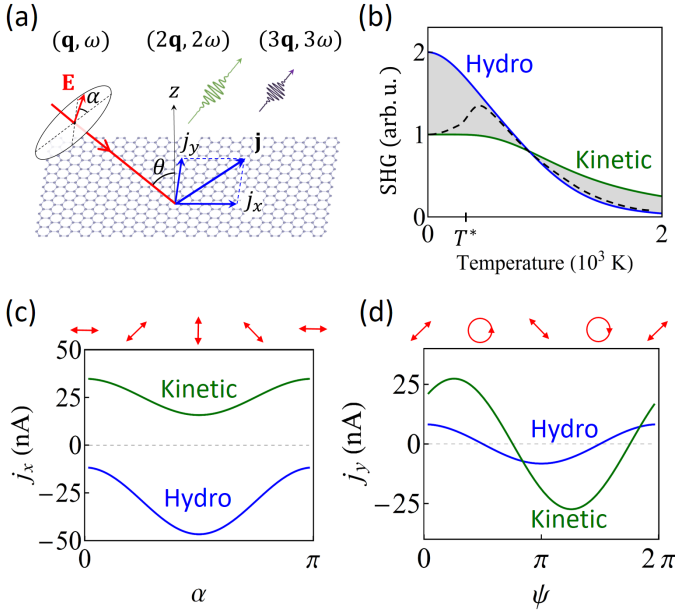 (a)
(𝐪, ω) (2𝐪, 2ω) (3𝐪, 3ω)
𝐄
α
z
θ
j_y
𝐣
j_x
(b)
SHG (arb. u.)
2
1
0
Hydro
Kinetic
0
T*
2
Temperature (10³ K)
(c)
j_x (nA)
50
25
0
−25
−50
Kinetic
Hydro
0
π
α
(d)
j_y (nA)
25
0
−25
Hydro
Kinetic
0
π
2 π
ψ